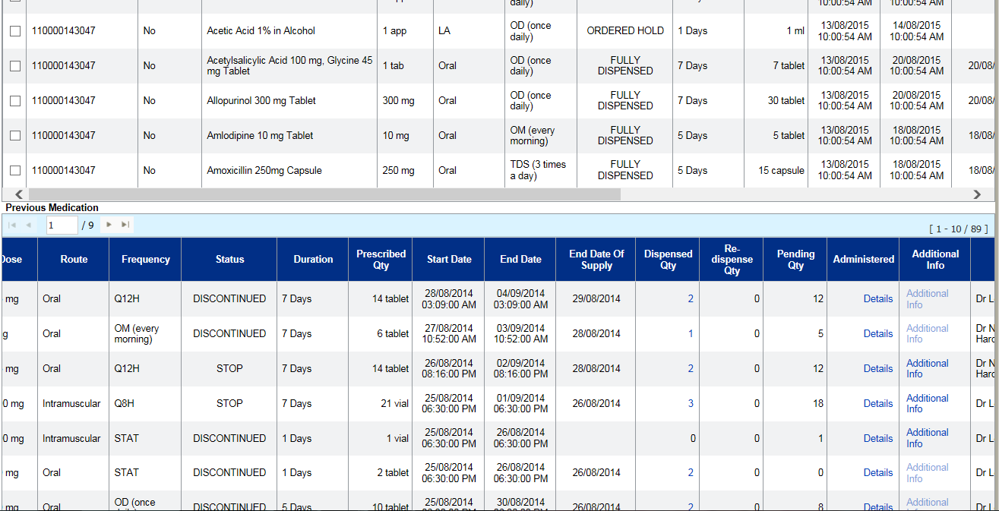 daily) 10:00:54 AM 10:00:54 AM
110000143047 No Acetic Acid 1% in Alcohol 1 app LA OD (once daily) ORDERED HOLD 1 Days 1 ml 13/08/2015 10:00:54 AM 14/08/2015 10:00:54 AM
110000143047 No Acetylsalicylic Acid 100 mg, Glycine 45 mg Tablet 1 tab Oral OD (once daily) FULLY DISPENSED 7 Days 7 tablet 13/08/2015 10:00:54 AM 20/08/2015 10:00:54 AM 20/08/
110000143047 No Allopurinol 300 mg Tablet 300 mg Oral OD (once daily) FULLY DISPENSED 7 Days 30 tablet 13/08/2015 10:00:54 AM 20/08/2015 10:00:54 AM 20/08/
110000143047 No Amlodipine 10 mg Tablet 10 mg Oral OM (every morning) FULLY DISPENSED 5 Days 5 tablet 13/08/2015 10:00:54 AM 18/08/2015 10:00:54 AM 18/08/
110000143047 No Amoxicillin 250mg Capsule 250 mg Oral TDS (3 times a day) FULLY DISPENSED 5 Days 15 capsule 13/08/2015 10:00:54 AM 18/08/2015 10:00:54 AM 18/08/
Previous Medication
1 / 9
[ 1 - 10 / 89 ]
Dose Route Frequency Status Duration Prescribed Qty Start Date End Date End Date Of Supply Dispensed Qty Re-dispense Qty Pending Qty Administered Additional Info
mg Oral Q12H DISCONTINUED 7 Days 14 tablet 28/08/2014 03:09:00 AM 04/09/2014 03:09:00 AM 29/08/2014 2 0 12 Details Additional Info Dr L
g Oral OM (every morning) DISCONTINUED 7 Days 6 tablet 27/08/2014 10:52:00 AM 03/09/2014 10:52:00 AM 28/08/2014 1 0 5 Details Additional Info Dr N Harc
mg Oral Q12H STOP 7 Days 14 tablet 26/08/2014 08:16:00 PM 02/09/2014 08:16:00 PM 28/08/2014 2 0 12 Details Additional Info Dr N Harc
0 mg Intramuscular Q8H STOP 7 Days 21 vial 25/08/2014 06:30:00 PM 01/09/2014 06:30:00 PM 26/08/2014 3 0 18 Details Additional Info Dr L
0 mg Intramuscular STAT DISCONTINUED 1 Days 1 vial 25/08/2014 06:30:00 PM 26/08/2014 06:30:00 PM 0 0 1 Details Additional Info Dr L
mg Oral STAT DISCONTINUED 1 Days 2 tablet 25/08/2014 06:30:00 PM 26/08/2014 06:30:00 PM 26/08/2014 2 0 0 Details Additional Info Dr L
mg Oral OD (once DISCONTINUED 5 Days 10 tablet 25/08/2014 30/08/2014 26/08/2014 2 0 8 Details Additional Dr L